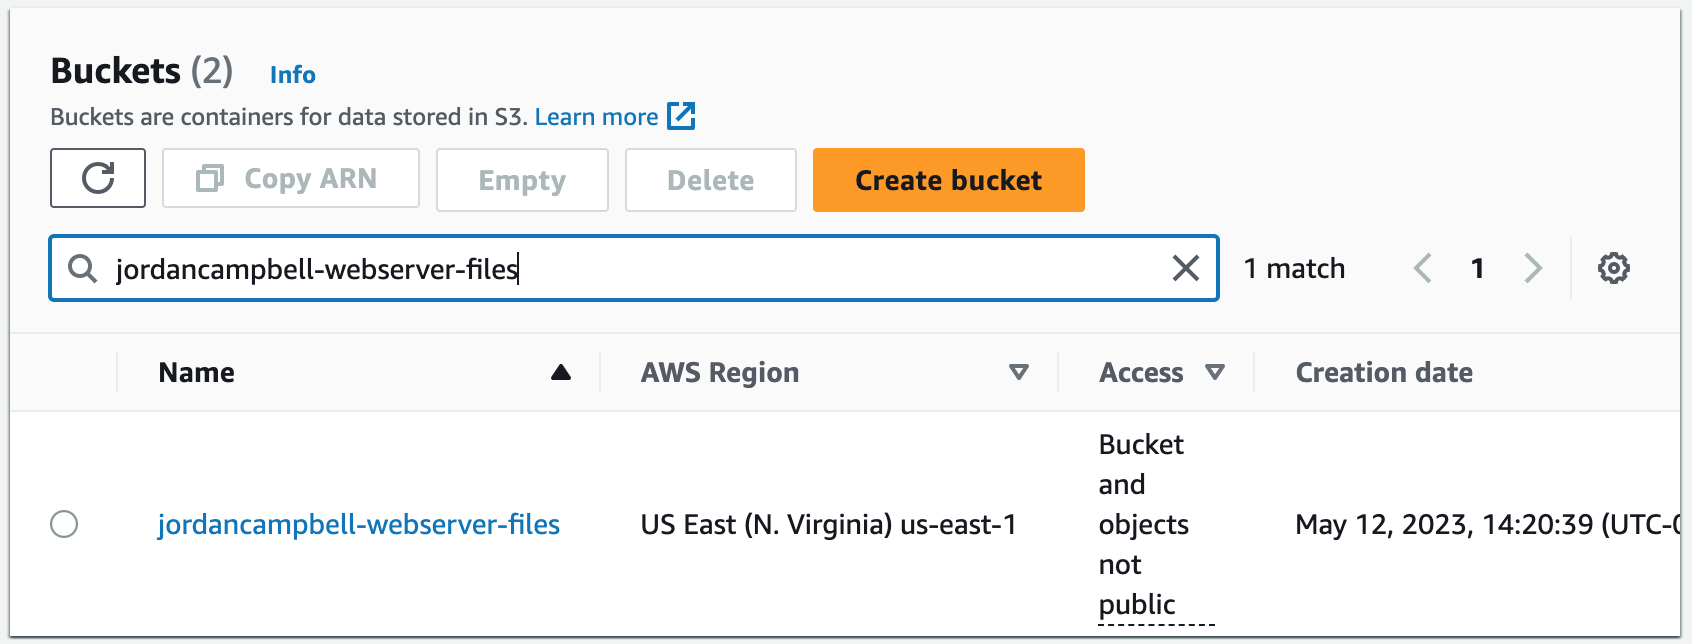 Buckets (2) Info
Buckets are containers for data stored in S3. Learn more
Copy ARN Empty Delete Create bucket
jordancampbell-webserver-files 1 match 1
Name AWS Region Access Creation date
jordancampbell-webserver-files US East (N. Virginia) us-east-1 Bucket and objects not public May 12, 2023, 14:20:39